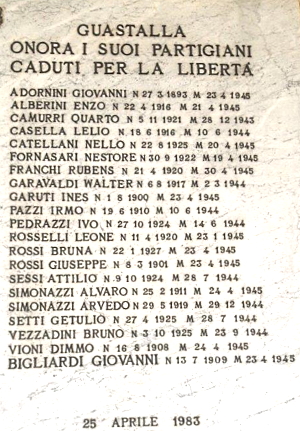 GUASTALLA
ONORA I SUOI PARTIGIANI
CADUTI PER LA LIBERTÁ
ADORNINI GIOVANNI N 27 3 1893 M 23 4 1945
ALBERINI ENZO N 22 4 1916 M 21 4 1945
CAMURRI QUARTO N 5 11 1921 M 28 12 1943
CASELLA LELIO N 18 6 1916 M 10 6 1944
CATELLANI NELLO N 22 8 1925 M 20 4 1945
FORNASARI NESTORE N 30 9 1922 M 19 4 1945
FRANCHI RUBENS N 21 4 1920 M 30 4 1945
GARAVALDI WALTER N 6 8 1917 M 2 3 1944
GARUTI INES N 1 8 1900 M 23 4 1945
PAZZI IRMO N 19 6 1910 M 10 6 1944
PEDRAZZI IVO N 27 10 1924 M 14 6 1944
ROSSELLI LEONE N 11 4 1920 M 23 1 1945
ROSSI BRUNA N 22 1 1927 M 23 4 1945
ROSSI GIUSEPPE N 8 3 1901 M 23 4 1945
SESSI ATTILIO N 9 10 1924 M 28 7 1944
SIMONAZZI ALVARO N 25 2 1911 M 24 4 1945
SIMONAZZI ARVEDO N 29 5 1919 M 29 12 1944
SETTI GETULIO N 27 4 1925 M 28 7 1944
VEZZADINI BRUNO N 3 10 1925 M 23 9 1944
VIONI DIMMO N 16 8 1908 M 24 4 1945
BIGLIARDI GIOVANNI N 13 7 1909 M 23 4 1945
25 APRILE 1983